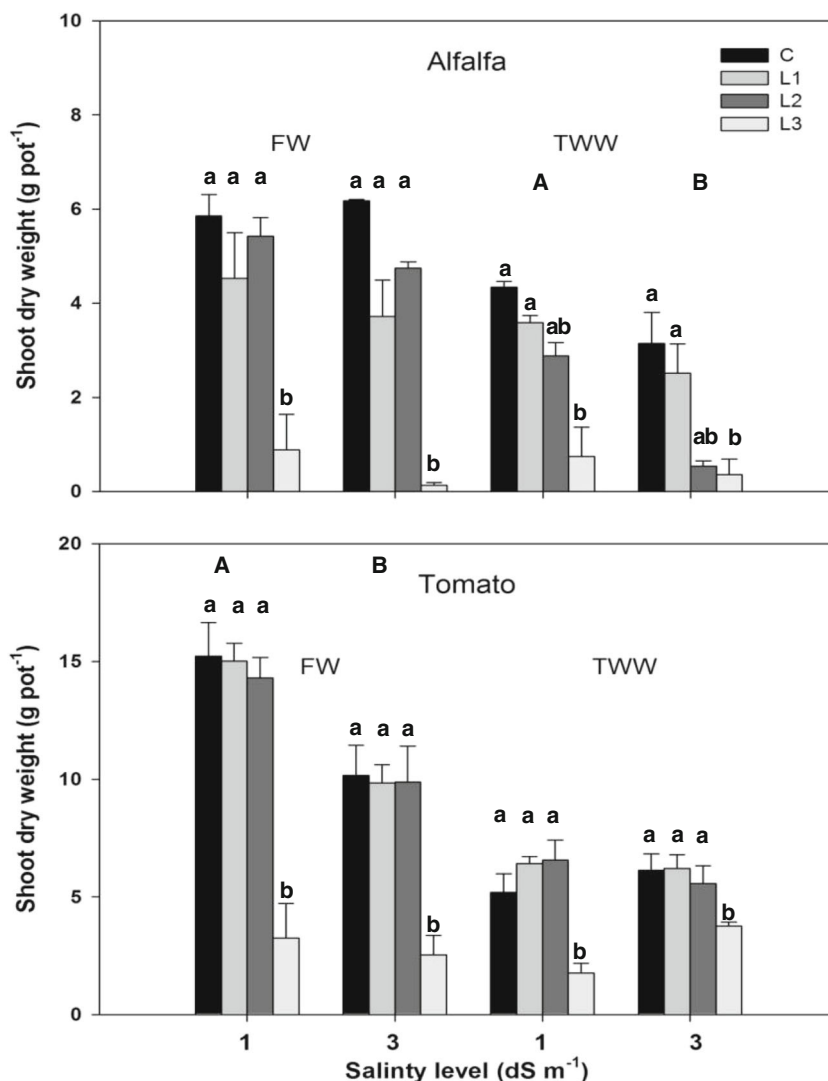 10
8
6
4
2
0
Shoot dry weight (g pot-1)
Alfalfa
C
L1
L2
L3
FW
TWW
A
B
a a a
b
a a a
b
a
a
ab
b
a
a
ab
b
20
15
10
5
0
Shoot dry weight (g pot-1)
A
B
Tomato
FW
TWW
a a a
b
a a a
b
a a a
b
a a a
b
1 3 1 3
Salinty level (dS m-1)